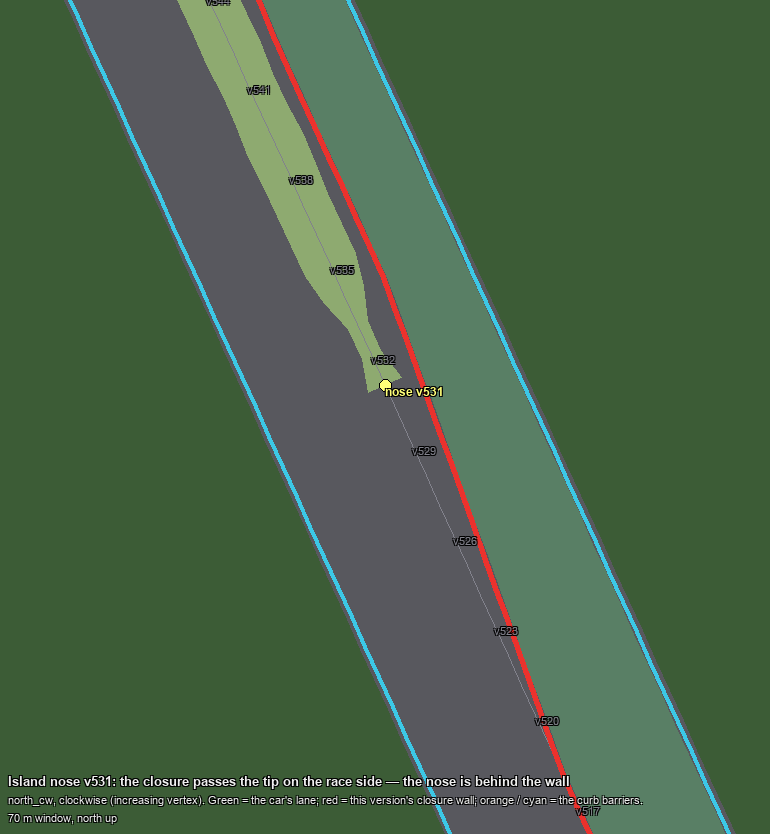 v544
v541
v538
v535
v532
nose v531
v529
v526
v523
v520
Island nose v531: the closure passes the tip on the race side — the nose is behind the wall
north_cw, clockwise (increasing vertex). Green = the car's lane; red = this version's closure wall; orange / cyan = the curb barriers.
v517
70 m window, north up